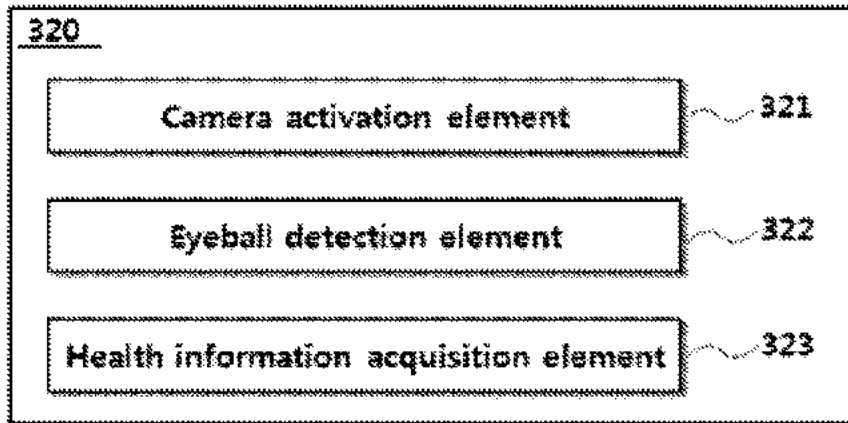 320
Camera activation element 321
Eyeball detection element 322
Health information acquisition element 323